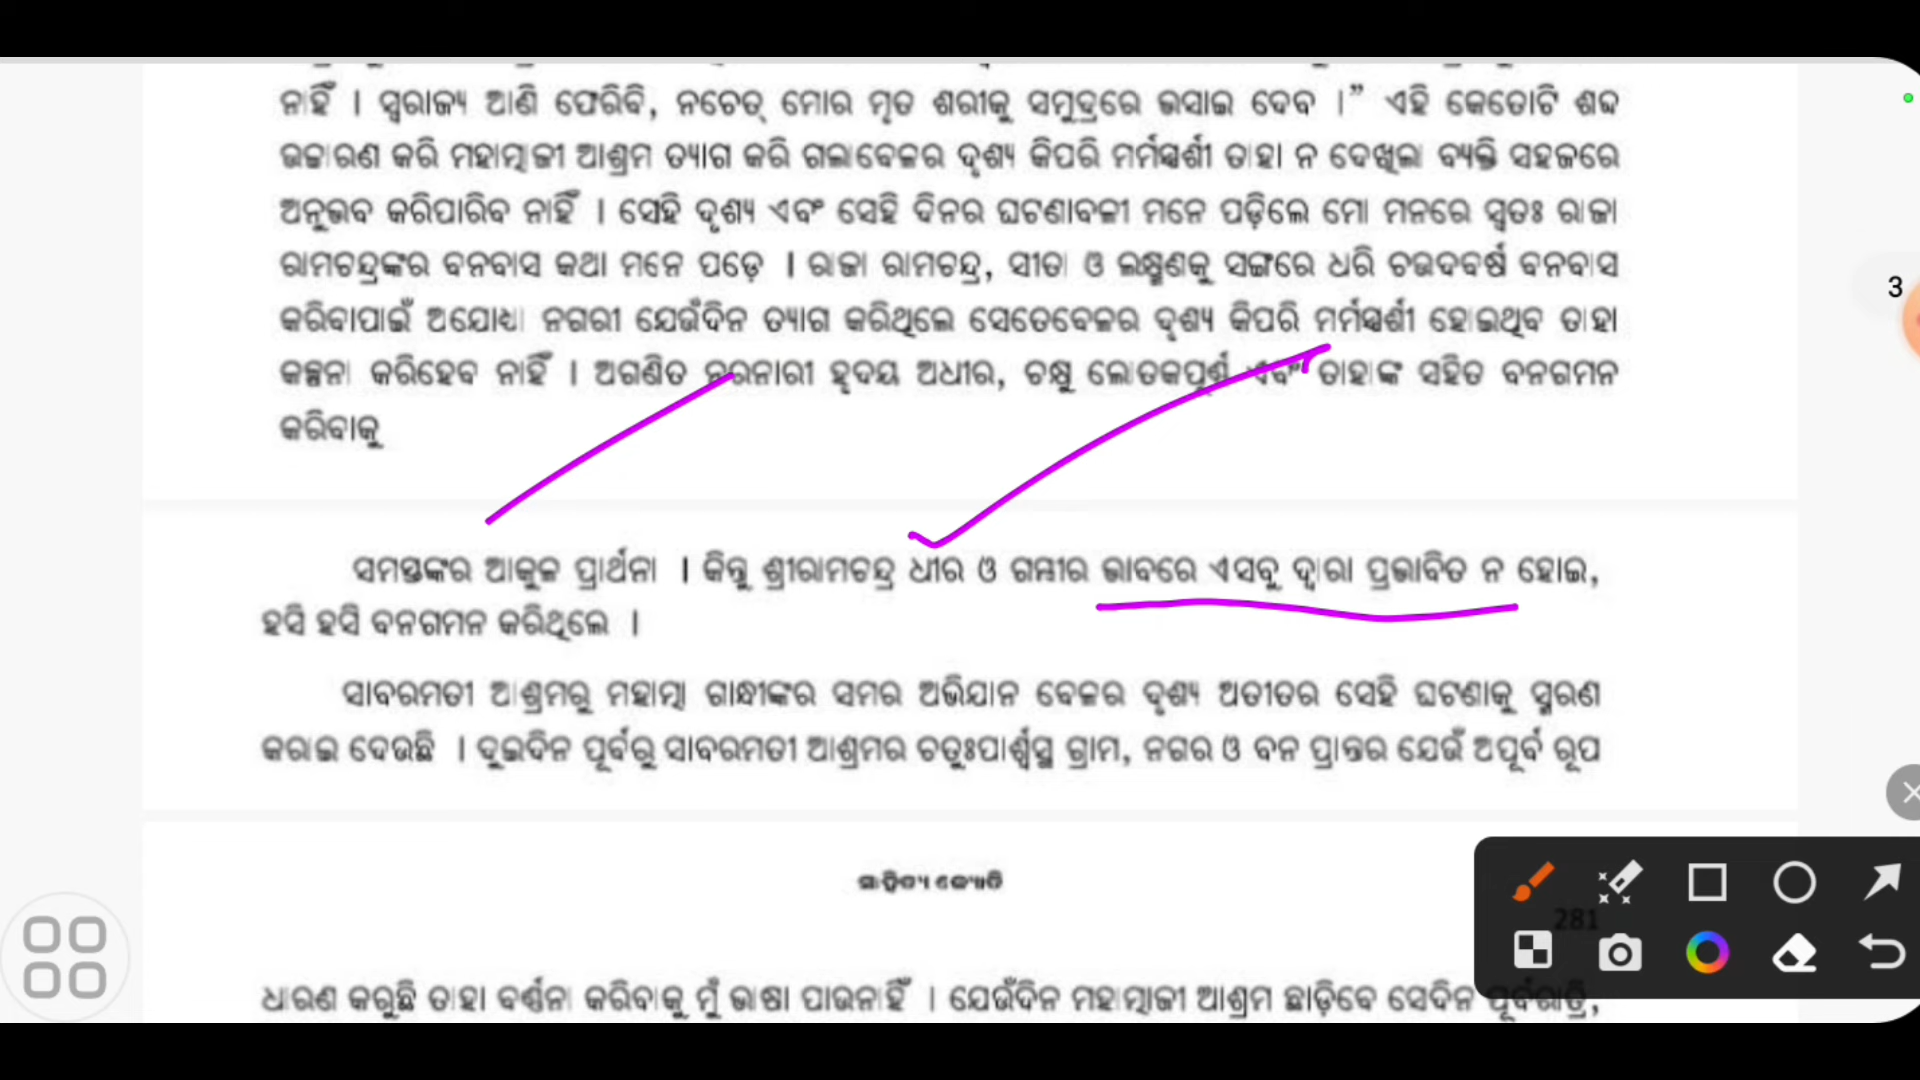 ନାହିଁ । ସ୍ଵରାଜ୍ୟ ଆଣି ଫେରିବି, ନଚେତ୍ ମୋର ମୃତ ଶରୀକୁ ସମୁଦ୍ରରେ ଭସାଇ ଦେବ ।” ଏହି କେତୋଟି ଶବ୍ଦ
ଉଚ୍ଚାରଣ କରି ମହାତ୍ମାଜୀ ଆଶ୍ରମ ତ୍ୟାଗ କରି ଗଲାବେଳର ଦୃଶ୍ୟ କିପରି ମର୍ମସ୍ପର୍ଶୀ ତାହା ନ ଦେଖିଲା ବ୍ୟକ୍ତି ସହଜରେ
ଅନୁଭବ କରିପାରିବ ନାହିଁ । ସେହି ଦୃଶ୍ୟ ଏବଂ ସେହି ଦିନର ଘଟଣାବଳୀ ମନେ ପଡ଼ିଲେ ମୋ ମନରେ ସ୍ଵତଃ ରାଜା
ରାମଚନ୍ଦ୍ରଙ୍କର ବନବାସ କଥା ମନେ ପଡ଼େ । ରାଜା ରାମଚନ୍ଦ୍ର, ସୀତା ଓ ଲକ୍ଷ୍ମଣକୁ ସଙ୍ଗରେ ଧରି ଚଉଦବର୍ଷ ବନବାସ
କରିବାପାଇଁ ଅଯୋଧ୍ୟା ନଗରୀ ଯେଉଁଦିନ ତ୍ୟାଗ କରିଥିଲେ ସେତେବେଳର ଦୃଶ୍ୟ କିପରି ମର୍ମସ୍ପର୍ଶୀ ହୋଇଥିବ ତାହା
କଳ୍ପନା କରିହେବ ନାହିଁ । ଅଗଣିତ ନରନାରୀ ହୃଦୟ ଅଧୀର, ଚକ୍ଷୁ ଲୋତକପୂର୍ଣ୍ଣ ଏବଂ ତାହାଙ୍କ ସହିତ ବନଗମନ
କରିବାକୁ
ସମସ୍ତଙ୍କର ଆକୁଳ ପ୍ରାର୍ଥନା । କିନ୍ତୁ ଶ୍ରୀରାମଚନ୍ଦ୍ର ଧୀର ଓ ଗମ୍ଭୀର ଭାବରେ ଏସବୁ ଦ୍ଵାରା ପ୍ରଭାବିତ ନ ହୋଇ,
ହସି ହସି ବନଗମନ କରିଥିଲେ ।
ସାବରମତୀ ଆଶ୍ରମରୁ ମହାତ୍ମା ଗାନ୍ଧୀଙ୍କର ସମର ଅଭିଯାନ ବେଳର ଦୃଶ୍ୟ ଅତୀତର ସେହି ଘଟଣାକୁ ସ୍ମରଣ
କରାଇ ଦେଉଛି । ଦୁଇଦିନ ପୂର୍ବରୁ ସାବରମତୀ ଆଶ୍ରମର ଚତୁଃପାର୍ଶ୍ଵସ୍ଥ ଗ୍ରାମ, ନଗର ଓ ବନ ପ୍ରାନ୍ତର ଯେଉଁ ଅପୂର୍ବ ରୂପ
ସାହିତ୍ୟ ଜ୍ୟୋତି
281
ଧାରଣ କରୁଛି ତାହା ବର୍ଣ୍ଣନା କରିବାକୁ ମୁଁ ଭାଷା ପାଉନାହିଁ । ଯେଉଁଦିନ ମହାତ୍ମାଜୀ ଆଶ୍ରମ ଛାଡ଼ିବେ ସେଦିନ ପୂର୍ବରାତ୍ରି,
3